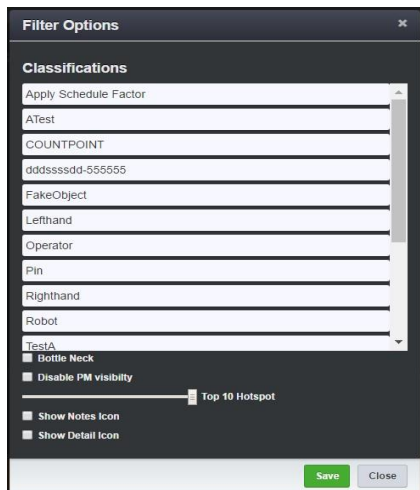 Filter Options ×
Classifications
Apply Schedule Factor
ATest
COUNTPOINT
dddssssdd-555555
FakeObject
Lefthand
Operator
Pin
Righthand
Robot
TestA
Bottle Neck
Disable PM visibilty
Top 10 Hotspot
Show Notes Icon
Show Detail Icon
Save Close